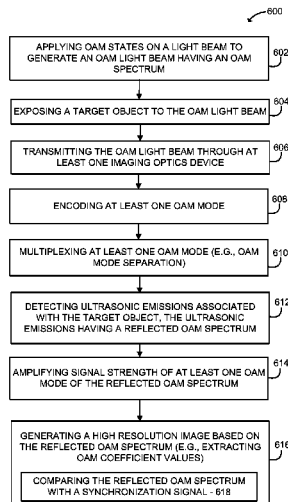 600
APPLYING OAM STATES ON A LIGHT BEAM TO
GENERATE AN OAM LIGHT BEAM HAVING AN OAM
SPECTRUM
602
EXPOSING A TARGET OBJECT TO THE OAM LIGHT BEAM
604
TRANSMITTING THE OAM LIGHT BEAM THROUGH AT
LEAST ONE IMAGING OPTICS DEVICE
606
ENCODING AT LEAST ONE OAM MODE
608
MULTIPLEXING AT LEAST ONE OAM MODE (E.G., OAM
MODE SEPARATION)
610
DETECTING ULTRASONIC EMISSIONS ASSOCIATED
WITH THE TARGET OBJECT, THE ULTRASONIC
EMISSIONS HAVING A REFLECTED OAM SPECTRUM
612
AMPLIFYING SIGNAL STRENGTH OF AT LEAST ONE OAM
MODE OF THE REFLECTED OAM SPECTRUM
614
GENERATING A HIGH RESOLUTION IMAGE BASED ON
THE REFLECTED OAM SPECTRUM (E.G., EXTRACTING
OAM COEFFICIENT VALUES)
616
COMPARING THE REFLECTED OAM SPECTRUM
WITH A SYNCHRONIZATION SIGNAL - 618